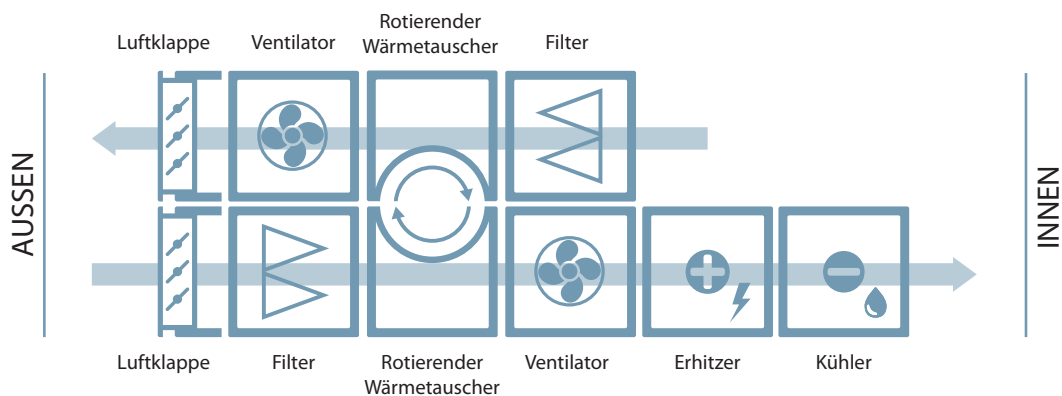 Luftklappe
Ventilator
Rotierender
Wärmetauscher
Filter
AUSSEN
INNEN
Luftklappe
Filter
Rotierender
Wärmetauscher
Ventilator
Erhitzer
Kühler